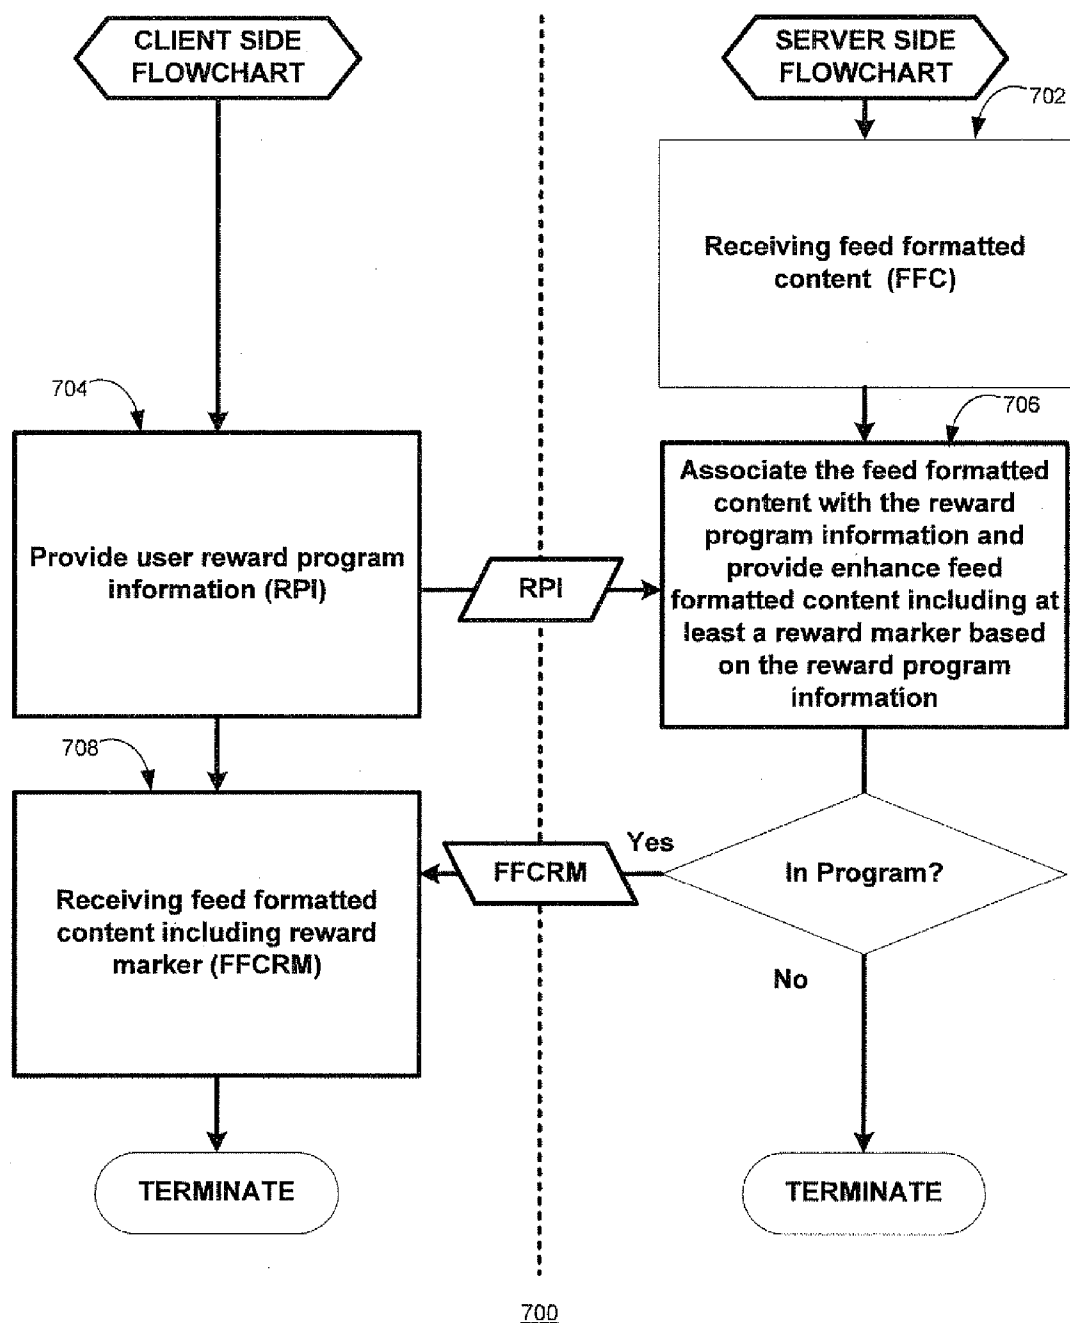 CLIENT SIDE
FLOWCHART
SERVER SIDE
FLOWCHART
702
Receiving feed formatted
content (FFC)
704
706
Provide user reward program
information (RPI)
RPI
Associate the feed formatted
content with the reward
program information and
provide enhance feed
formatted content including at
least a reward marker based
on the reward program
information
708
Receiving feed formatted
content including reward
marker (FFCRM)
FFCRM
Yes
In Program?
No
TERMINATE
TERMINATE
700